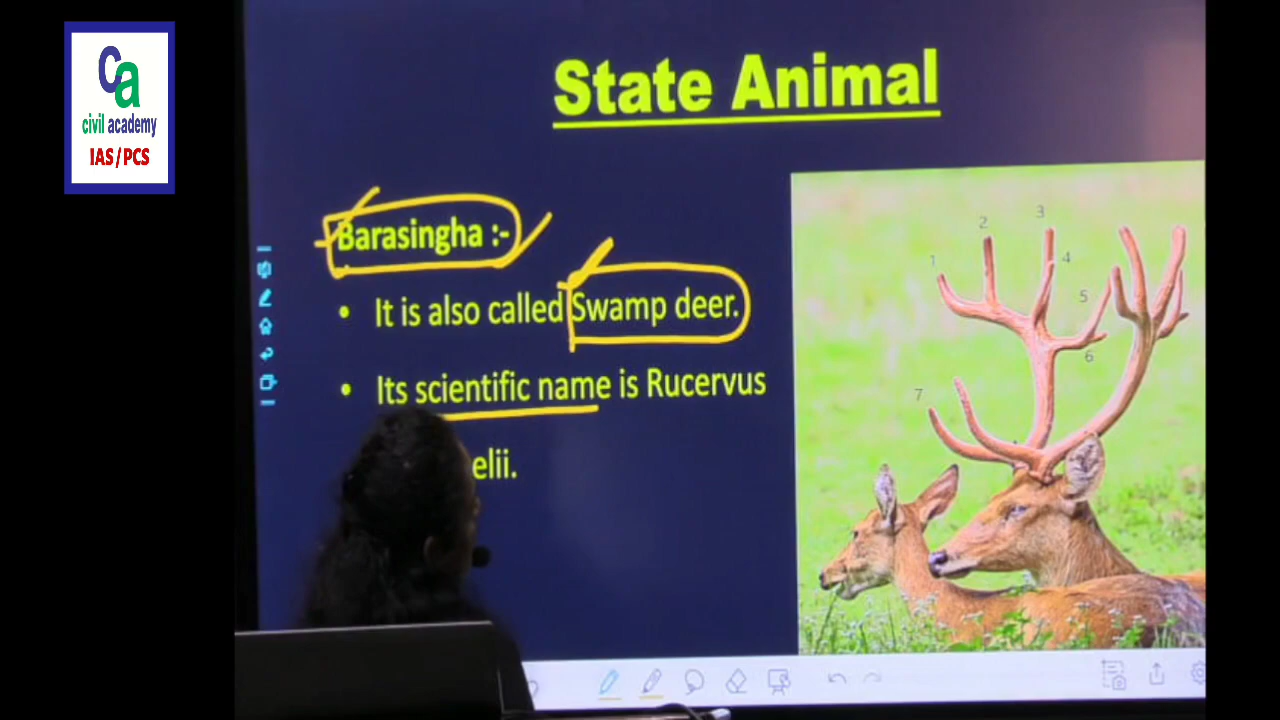 ca
civil academy
IAS/PCS
State Animal
Barasingha :-
• It is also called Swamp deer.
• Its scientific name is Rucervus
elii.
1
2
3
4
5
6
7